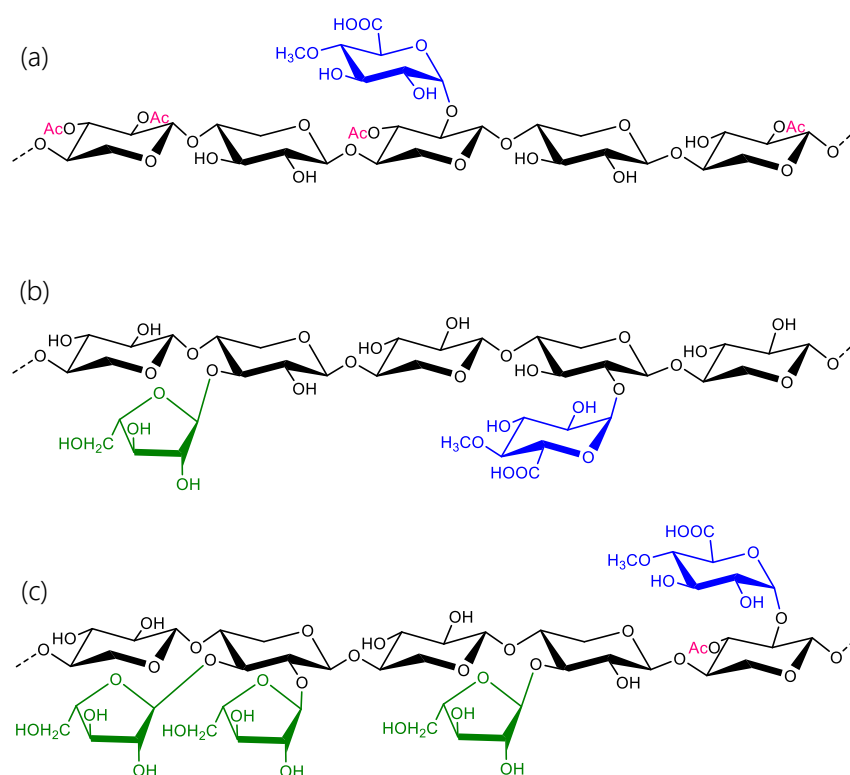 HOOC
(a) H₃CO O
HO
OH
O
AcO OAc O O AcO O O HO OAc O
O O O
O HO OH O HO OH O
(b)
HO OH O OH O OH
O O HO O HO O
O O OH O HO O O
O HO OH
HOH₂C OH H₃CO O
HOOC
OH
HOOC
H₃CO O
HO OH
(c)
O
HO OH O O HO OH O O AcO O
O O O O O O
O O O O OH O
O O O
HOH₂C OH HOH₂C OH HOH₂C OH
OH OH OH